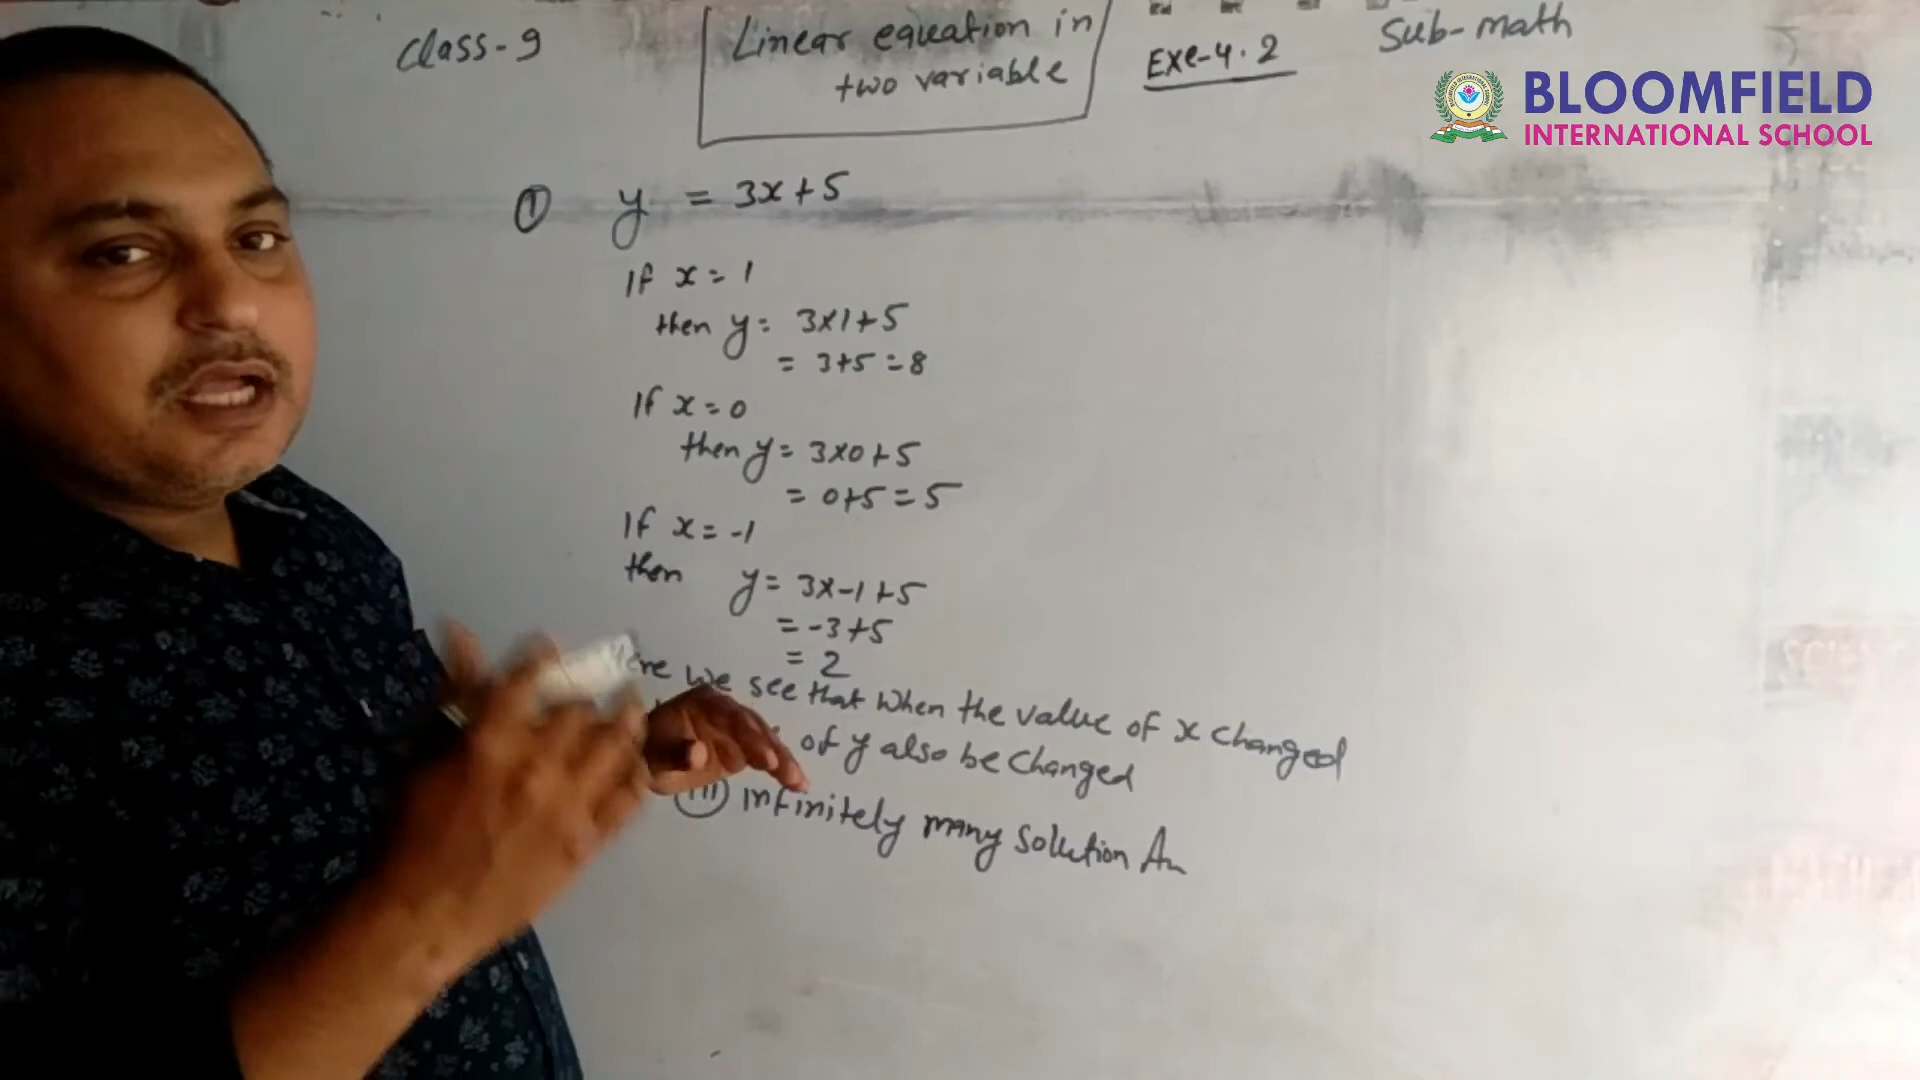 Class-9
Linear equation in
two variable
Exe-4.2
Sub-math
BLOOMFIELD
INTERNATIONAL SCHOOL
① y = 3x+5
If x = 1
then y = 3x1+5
= 3+5 = 8
If x = 0
then y = 3x0+5
= 0+5 = 5
If x = -1
then y = 3x-1+5
= -3+5
= 2
we see that when the value of x changed
of y also be changed
(iii) infinitely many solution An